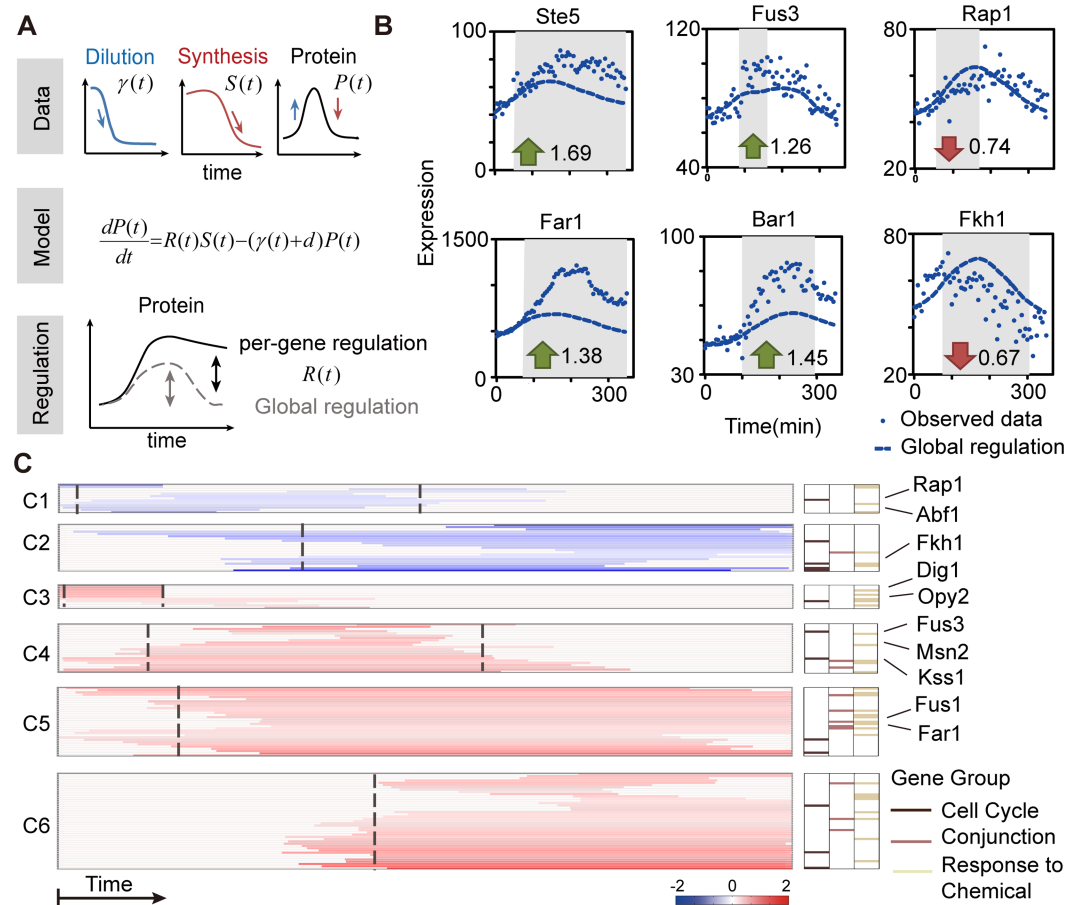 A
Data
Dilution
γ(t)
Synthesis
S(t)
Protein
P(t)
time
Model
dP(t)/dt=R(t)S(t)−(γ(t)+d)P(t)
Regulation
Protein
per-gene regulation
R(t)
Global regulation
time
B
Expression
Ste5
100
0
1.69
Fus3
120
40
0
1.26
Rap1
80
20
0
0.74
Far1
1500
0
0
300
1.38
Bar1
100
30
0
300
1.45
Fkh1
80
20
0
300
0.67
Time(min)
Observed data
Global regulation
C
C1
C2
C3
C4
C5
C6
Rap1
Abf1
Fkh1
Dig1
Opy2
Fus3
Msn2
Kss1
Fus1
Far1
Gene Group
Cell Cycle
Conjunction
Response to
Chemical
Time
-2
0
2